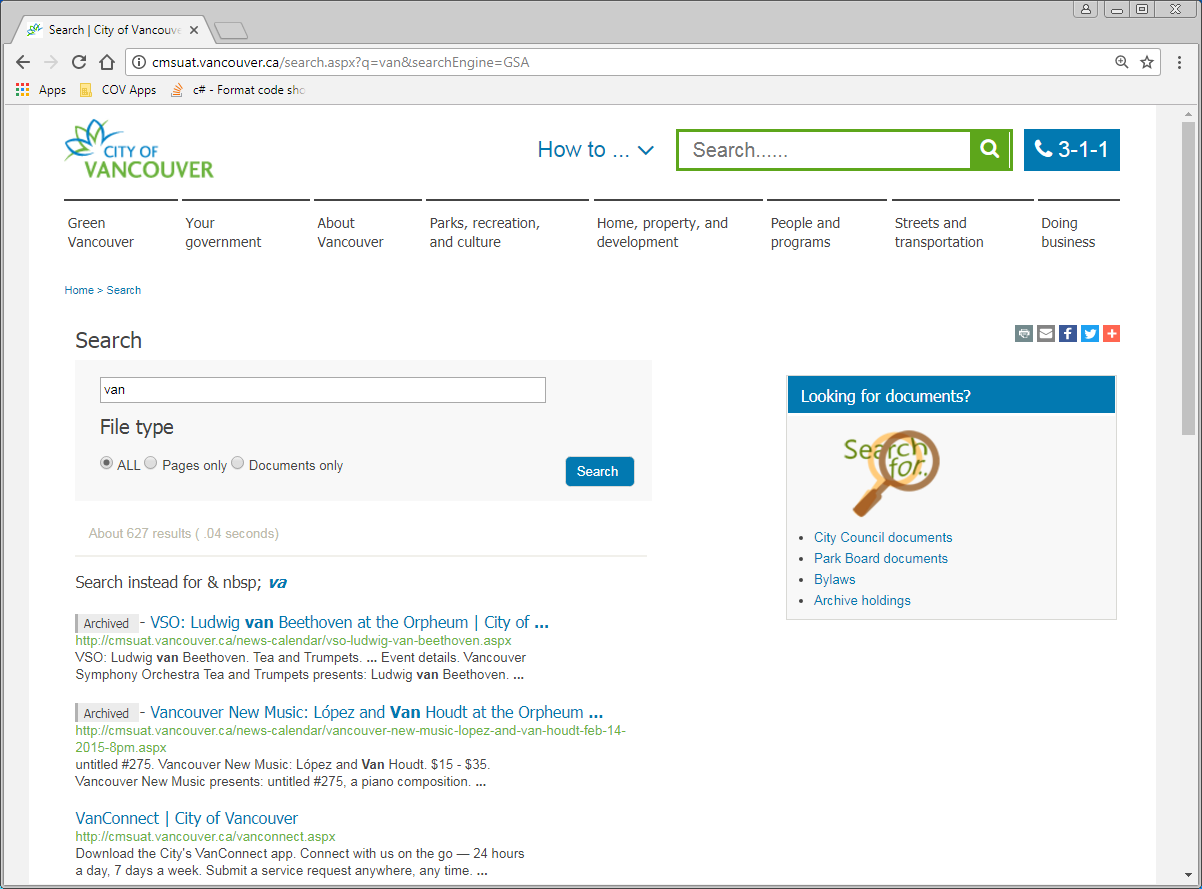 Search | City of Vancouve
cmsuat.vancouver.ca/search.aspx?q=van&searchEngine=GSA
Apps COV Apps c# - Format code sho
CITY OF
VANCOUVER
How to ... Search...... 3-1-1
Green
Vancouver
Your
government
About
Vancouver
Parks, recreation,
and culture
Home, property, and
development
People and
programs
Streets and
transportation
Doing
business
Home > Search
Search
van
File type
ALL Pages only Documents only
Search
About 627 results ( .04 seconds)
Search instead for & nbsp; va
Archived - VSO: Ludwig van Beethoven at the Orpheum | City of ...
http://cmsuat.vancouver.ca/news-calendar/vso-ludwig-van-beethoven.aspx
VSO: Ludwig van Beethoven. Tea and Trumpets. ... Event details. Vancouver
Symphony Orchestra Tea and Trumpets presents: Ludwig van Beethoven. ...
Archived - Vancouver New Music: López and Van Houdt at the Orpheum ...
http://cmsuat.vancouver.ca/news-calendar/vancouver-new-music-lopez-and-van-houdt-feb-14-
2015-8pm.aspx
untitled #275. Vancouver New Music: López and Van Houdt. $15 - $35.
Vancouver New Music presents: untitled #275, a piano composition. ...
VanConnect | City of Vancouver
http://cmsuat.vancouver.ca/vanconnect.aspx
Download the City's VanConnect app. Connect with us on the go — 24 hours
a day, 7 days a week. Submit a service request anywhere, any time. ...
Looking for documents?
Search
for..
City Council documents
Park Board documents
Bylaws
Archive holdings